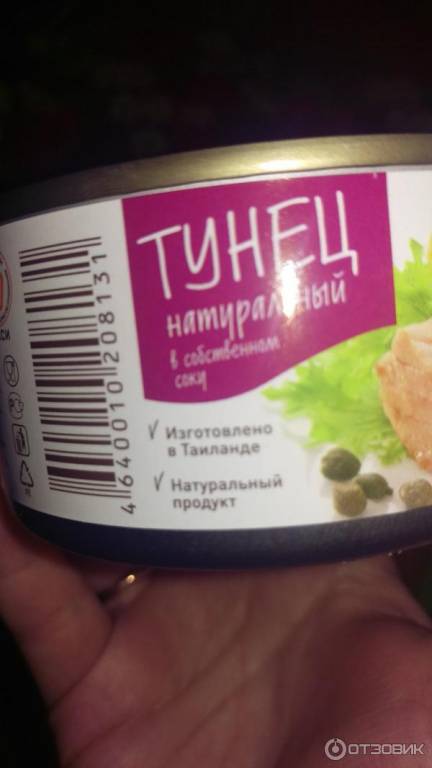 ТУНЕЦ
натуральный
в собственном
соку
√ Изготовлено
в Таиланде
√ Натуральный
продукт
4 640010 208131
ОТЗОВИК